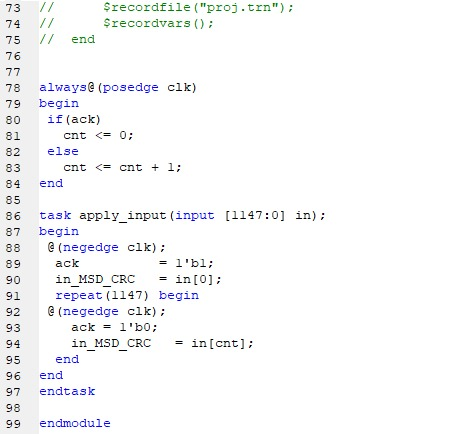 73 //      $recordfile("proj.trn");
74 //      $recordvars();
75 //  end
76
77
78 always@(posedge clk)
79 begin
80  if(ack)
81    cnt <= 0;
82  else
83    cnt <= cnt + 1;
84 end
85
86 task apply_input(input [1147:0] in);
87 begin
88  @(negedge clk);
89   ack          = 1'b1;
90   in_MSD_CRC   = in[0];
91   repeat(1147) begin
92  @(negedge clk);
93     ack = 1'b0;
94     in_MSD_CRC   = in[cnt];
95   end
96 end
97 endtask
98
99 endmodule